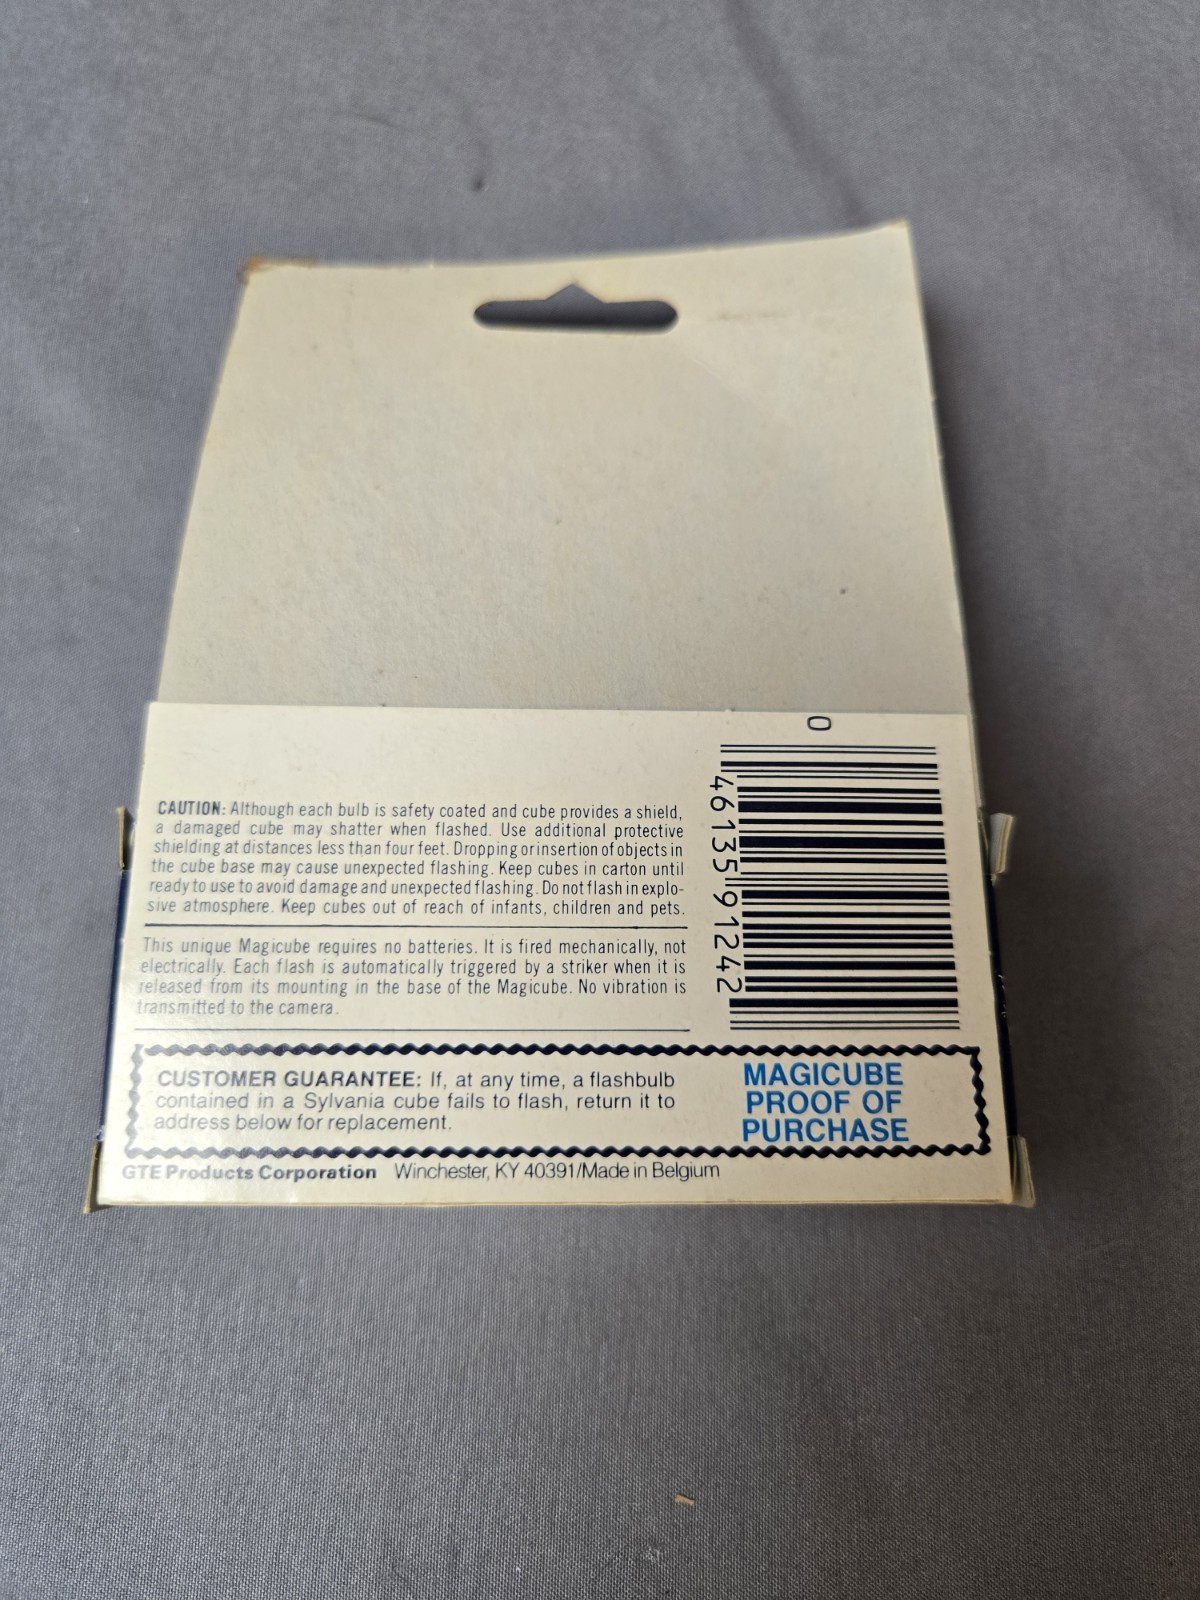 0
46135 91242
CAUTION: Although each bulb is safety coated and cube provides a shield,
a damaged cube may shatter when flashed. Use additional protective
shielding at distances less than four feet. Dropping or insertion of objects in
the cube base may cause unexpected flashing. Keep cubes in carton until
ready to use to avoid damage and unexpected flashing. Do not flash in explo-
sive atmosphere. Keep cubes out of reach of infants, children and pets.
This unique Magicube requires no batteries. It is fired mechanically, not
electrically. Each flash is automatically triggered by a striker when it is
released from its mounting in the base of the Magicube. No vibration is
transmitted to the camera.
CUSTOMER GUARANTEE: If, at any time, a flashbulb
contained in a Sylvania cube fails to flash, return it to
address below for replacement.
MAGICUBE
PROOF OF
PURCHASE
GTE Products Corporation Winchester, KY 40391/Made in Belgium